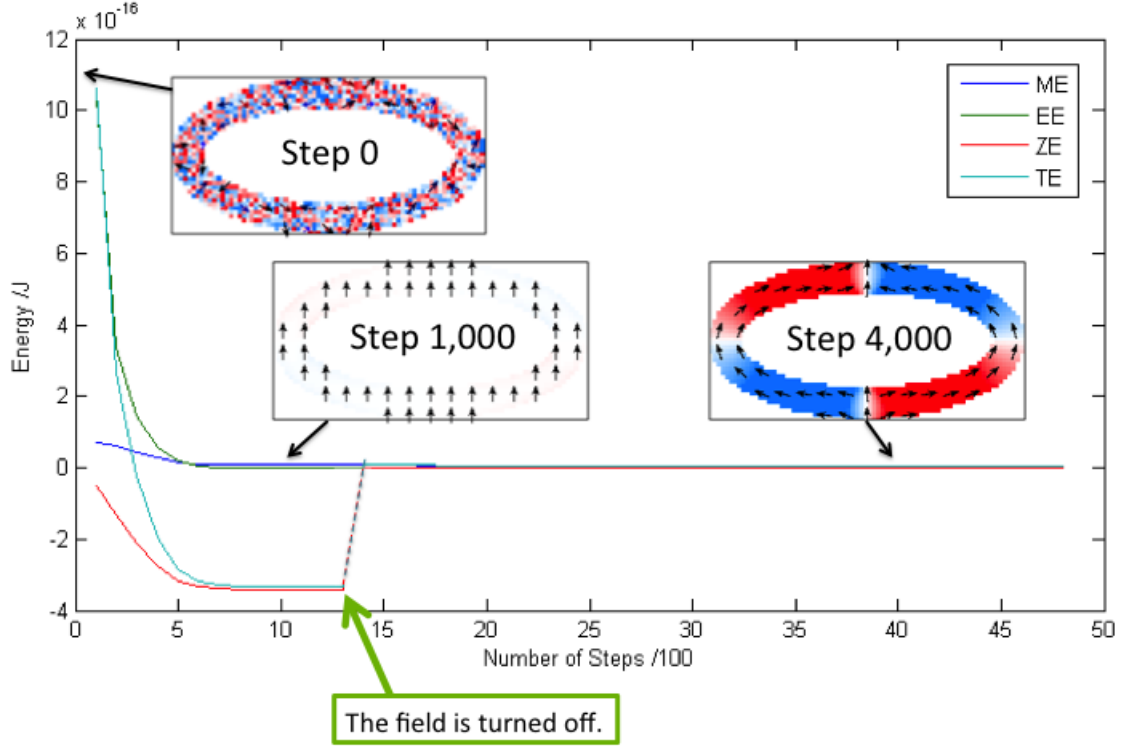 x 10^-16
12
10
8
6
4
2
0
-2
-4
Energy /J
Step 0
ME
EE
ZE
TE
Step 1,000
Step 4,000
0 5 10 15 20 25 30 35 40 45 50
Number of Steps /100
The field is turned off.